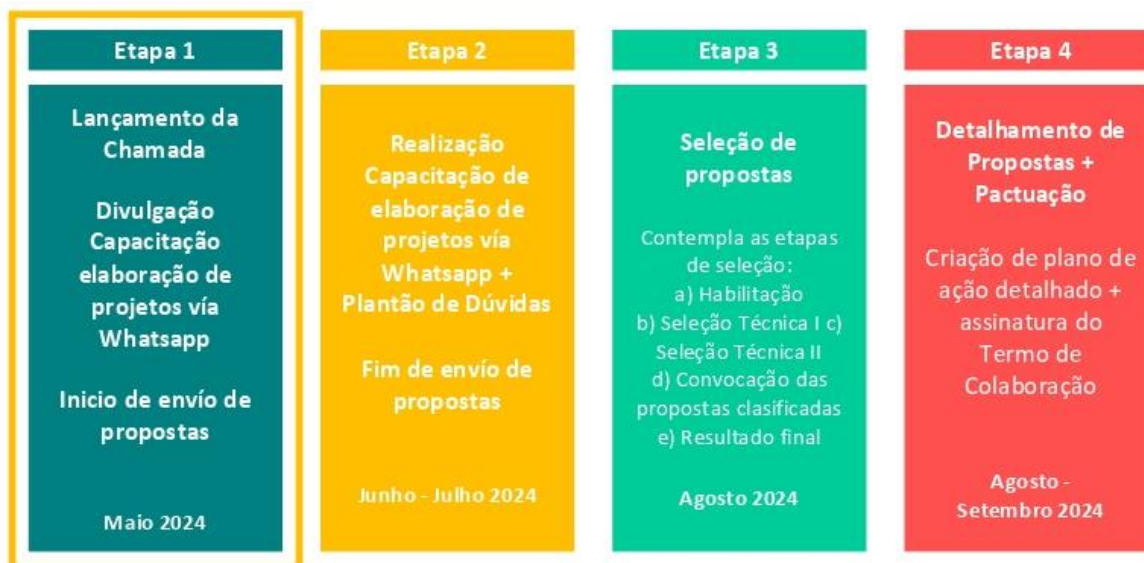 Etapa 1
Lançamento da
Chamada
Divulgação
Capacitação
elaboração de
projetos vía
Whatsapp
Inicio de envío de
propostas
Maio 2024
Etapa 2
Realização
Capacitação de
elaboração de
projetos vía
Whatsapp +
Plantão de Dúvidas
Fim de envío de
propostas
Junho - Julho 2024
Etapa 3
Seleção de
propostas
Contempla as etapas
de seleção:
a) Habilitação
b) Seleção Técnica I c)
Seleção Técnica II
d) Convocação das
propostas classificadas
e) Resultado final
Agosto 2024
Etapa 4
Detalhamento de
Propostas +
Pactuação
Criação de plano de
ação detalhado +
assinatura do
Termo de
Colaboração
Agosto -
Setembro 2024